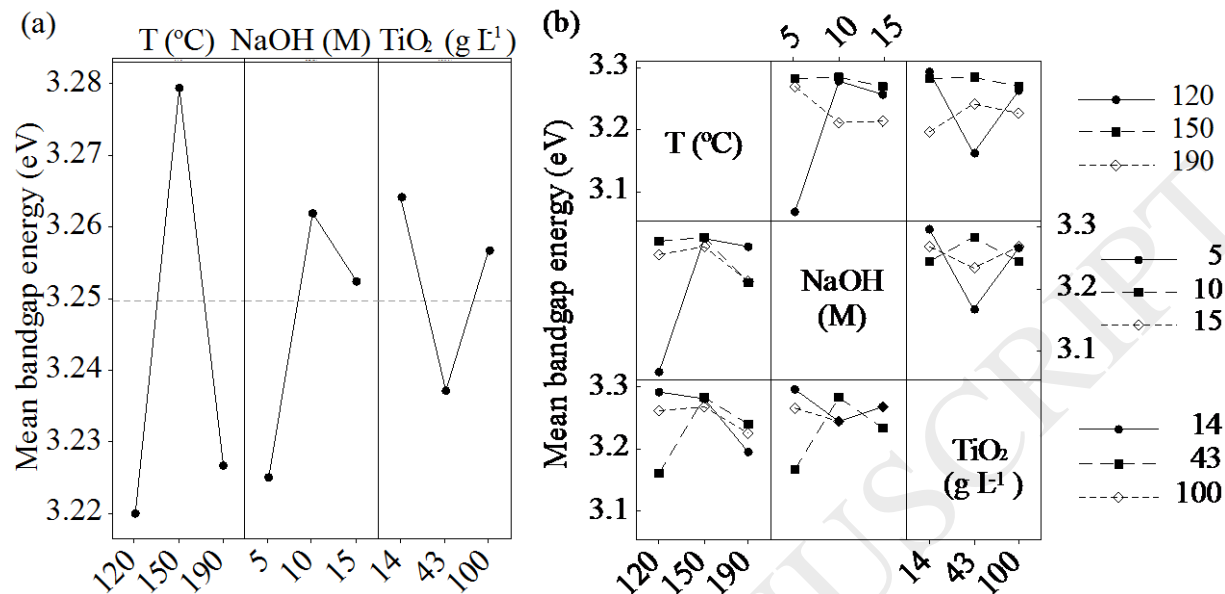 (a)
T (ºC) NaOH (M) TiO₂ (g L⁻¹)
Mean bandgap energy (eV)
3.28
3.27
3.26
3.25
3.24
3.23
3.22
120 150 190 5 10 15 14 43 100
(b)
5 10 15
Mean bandgap energy (eV)
3.3
3.2
3.1
T (ºC)
120
150
190
NaOH
(M)
3.3
3.2
3.1
5
10
15
3.3
3.2
3.1
TiO₂
(g L⁻¹)
14
43
100
120 150 190 14 43 100
USCRIPT